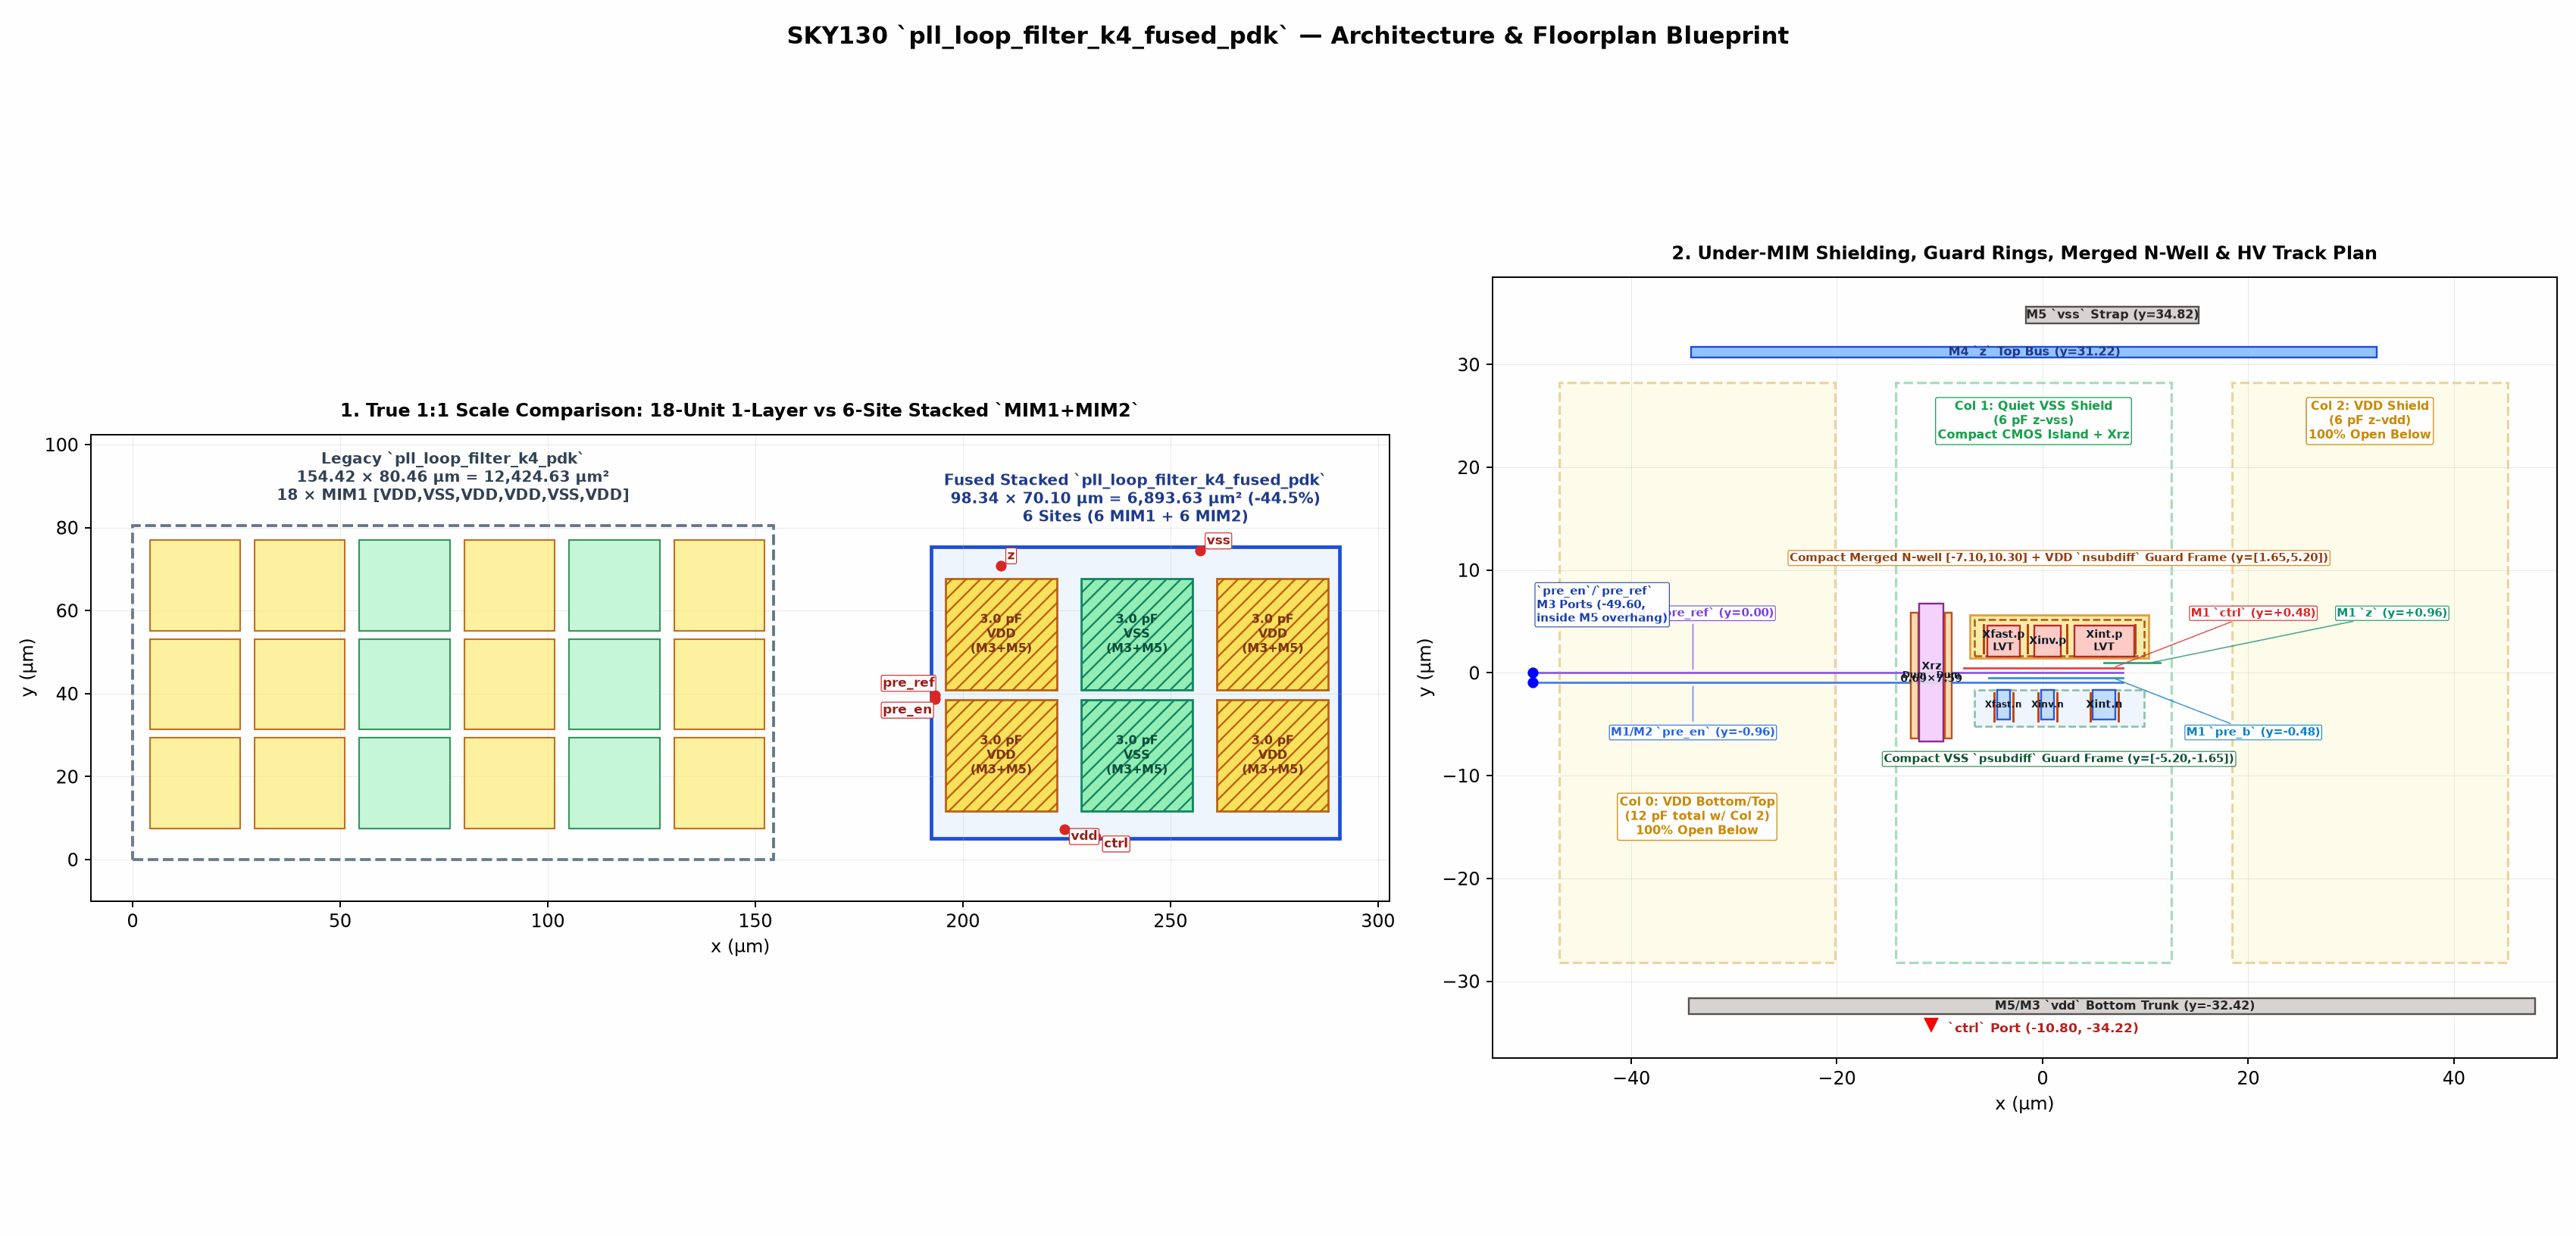 SKY130 `pll_loop_filter_k4_fused_pdk` — Architecture & Floorplan Blueprint
1. True 1:1 Scale Comparison: 18-Unit 1-Layer vs 6-Site Stacked `MIM1+MIM2`
Legacy `pll_loop_filter_k4_pdk`
154.42 × 80.46 µm = 12,424.63 µm²
18 × MIM1 [VDD,VSS,VDD,VDD,VSS,VDD]
Fused Stacked `pll_loop_filter_k4_fused_pdk`
98.34 × 70.10 µm = 6,893.63 µm² (-44.5%)
6 Sites (6 MIM1 + 6 MIM2)
z
vss
3.0 pF
VDD
(M3+M5)
3.0 pF
VSS
(M3+M5)
3.0 pF
VDD
(M3+M5)
pre_ref
pre_en
3.0 pF
VDD
(M3+M5)
3.0 pF
VSS
(M3+M5)
3.0 pF
VDD
(M3+M5)
vdd
ctrl
100
80
60
40
20
0
y (µm)
0
50
100
150
200
250
300
x (µm)
2. Under-MIM Shielding, Guard Rings, Merged N-Well & HV Track Plan
M5 `vss` Strap (y=34.82)
M4 `z` Top Bus (y=31.22)
Col 1: Quiet VSS Shield
(6 pF z–vss)
Compact CMOS Island + Xrz
Col 2: VDD Shield
(6 pF z–vdd)
100% Open Below
Compact Merged N-well [-7.10,10.30] + VDD `nsubdiff` Guard Frame (y=[1.65,5.20])
`pre_en`/`pre_ref`
M3 Ports (-49.60,
inside M5 overhang)
pre_ref` (y=0.00)
M1 `ctrl` (y=+0.48)
M1 `z` (y=+0.96)
Xfast.p
LVT
Xinv.p
Xint.p
LVT
Xrz
Xfast.n
Xinv.n
Xint.n
M1/M2 `pre_en` (y=-0.96)
M1 `pre_b` (y=-0.48)
Compact VSS `psubdiff` Guard Frame (y=[-5.20,-1.65])
Col 0: VDD Bottom/Top
(12 pF total w/ Col 2)
100% Open Below
M5/M3 `vdd` Bottom Trunk (y=-32.42)
`ctrl` Port (-10.80, -34.22)
30
20
10
0
−10
−20
−30
y (µm)
−40
−20
0
20
40
x (µm)